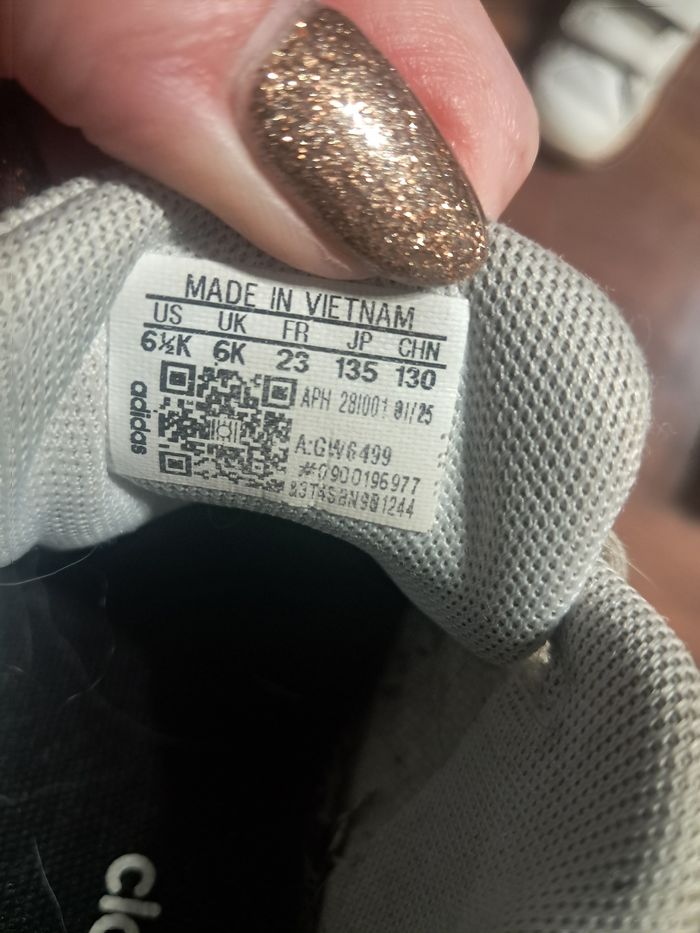 MADE IN VIETNAM
US UK FR JP CHN
6½K 6K 23 135 130
adidas
APH 281001 01/25
A:GW6499
#0900196977
clo